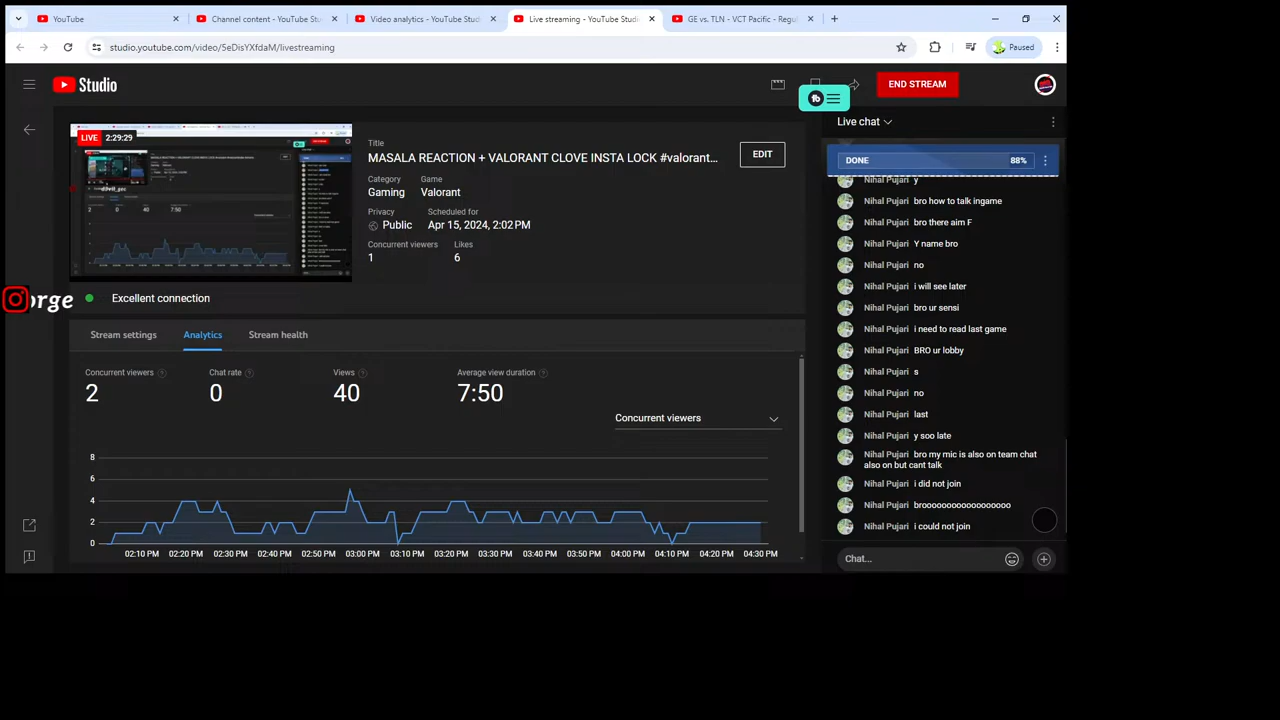 YouTube
Channel content - YouTube Stu
Video analytics - YouTube Studi
Live streaming - YouTube Studi
GE vs. TLN - VCT Pacific - Regul
studio.youtube.com/video/5eDisYXfdaM/livestreaming
Paused
Studio
END STREAM
LIVE 2:29:29
Title
MASALA REACTION + VALORANT CLOVE INSTA LOCK #valorant...
EDIT
Category Game
Gaming Valorant
Privacy Scheduled for
Public Apr 15, 2024, 2:02 PM
Concurrent viewers Likes
1 6
orge
Excellent connection
Stream settings Analytics Stream health
Concurrent viewers Chat rate Views Average view duration
2 0 40 7:50
Concurrent viewers
8
6
4
2
0
02:10 PM 02:20 PM 02:30 PM 02:40 PM 02:50 PM 03:00 PM 03:10 PM 03:20 PM 03:30 PM 03:40 PM 03:50 PM 04:00 PM 04:10 PM 04:20 PM 04:30 PM
Live chat
DONE 88%
Nihal Pujari y
Nihal Pujari bro how to talk ingame
Nihal Pujari bro there aim F
Nihal Pujari Y name bro
Nihal Pujari no
Nihal Pujari i will see later
Nihal Pujari bro ur sensi
Nihal Pujari i need to read last game
Nihal Pujari BRO ur lobby
Nihal Pujari s
Nihal Pujari no
Nihal Pujari last
Nihal Pujari y soo late
Nihal Pujari bro my mic is also on team chat
also on but cant talk
Nihal Pujari i did not join
Nihal Pujari broooooooooooooooooo
Nihal Pujari i could not join
Chat...